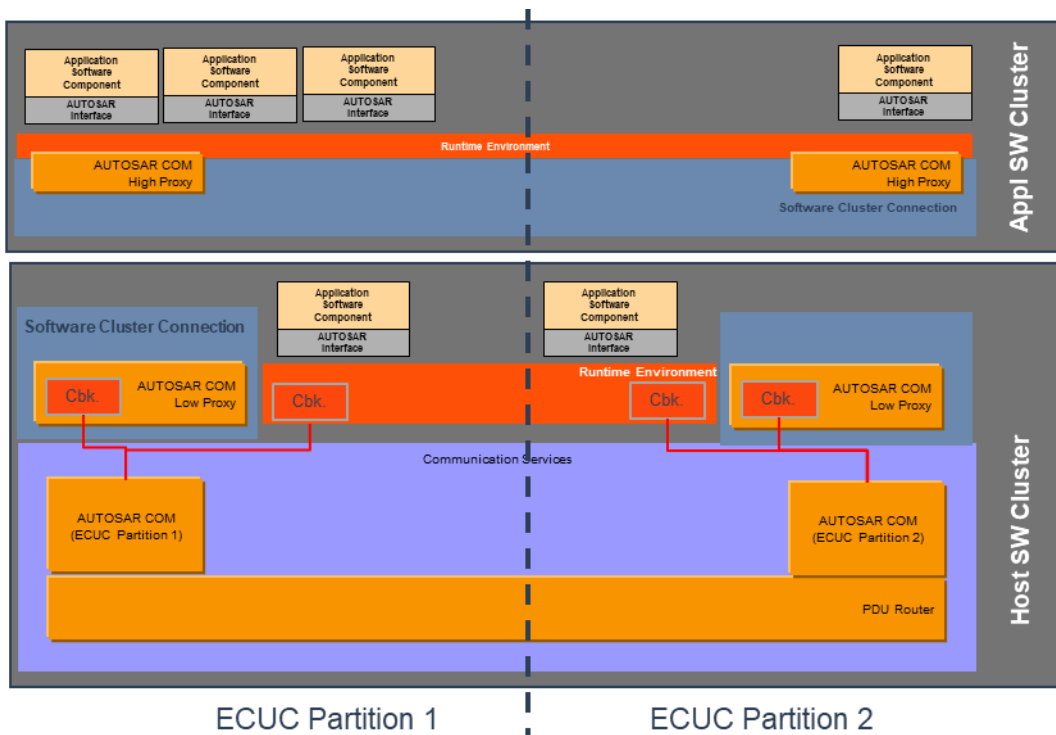 Application
Software
Component
AUTOSAR
Interface
Application
Software
Component
AUTOSAR
Interface
Application
Software
Component
AUTOSAR
Interface
Application
Software
Component
AUTOSAR
Interface
Runtime Environment
AUTOSAR COM
High Proxy
AUTOSAR COM
High Proxy
Software Cluster Connection
Appl SW Cluster
Application
Software
Component
AUTOSAR
Interface
Application
Software
Component
AUTOSAR
Interface
Software Cluster Connection
Runtime Environment
Cbk.
AUTOSAR COM
Low Proxy
Cbk.
Cbk.
Cbk.
AUTOSAR COM
Low Proxy
Communication Services
AUTOSAR COM
(ECUC Partition 1)
AUTOSAR COM
(ECUC Partition 2)
PDU Router
Host SW Cluster
ECUC Partition 1
ECUC Partition 2